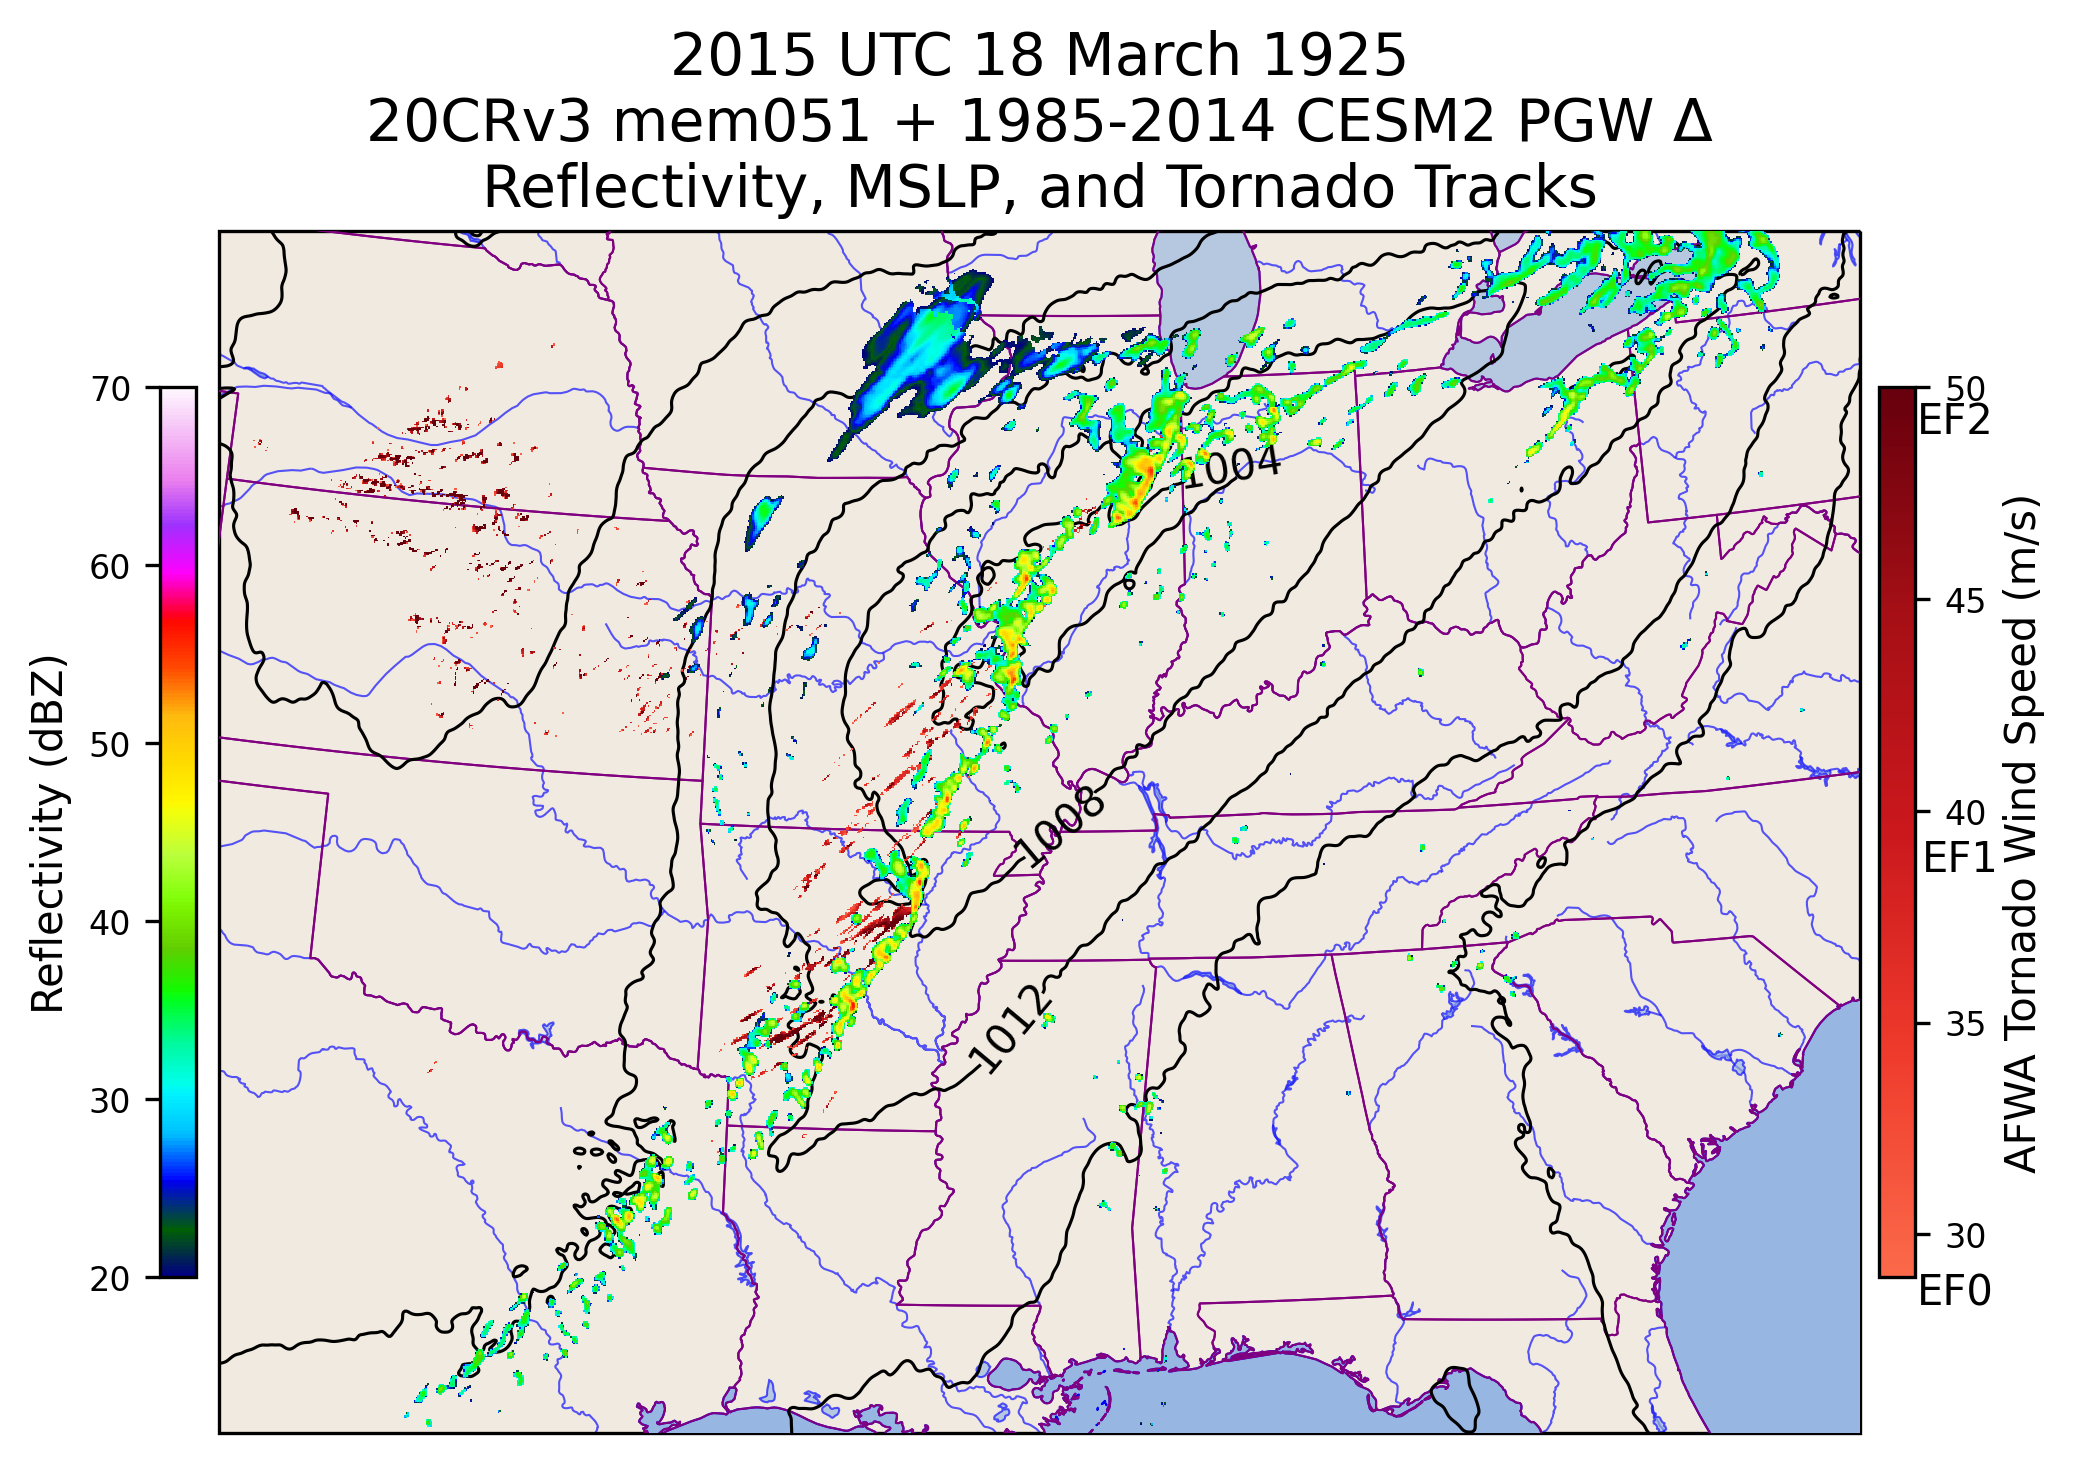 2015 UTC 18 March 1925
20CRv3 mem051 + 1985-2014 CESM2 PGW Δ
Reflectivity, MSLP, and Tornado Tracks
Reflectivity (dBZ)
70
60
50
40
30
20
1004
1008
1012
50
EF2
45
40
EF1
35
30
EF0
AFWA Tornado Wind Speed (m/s)